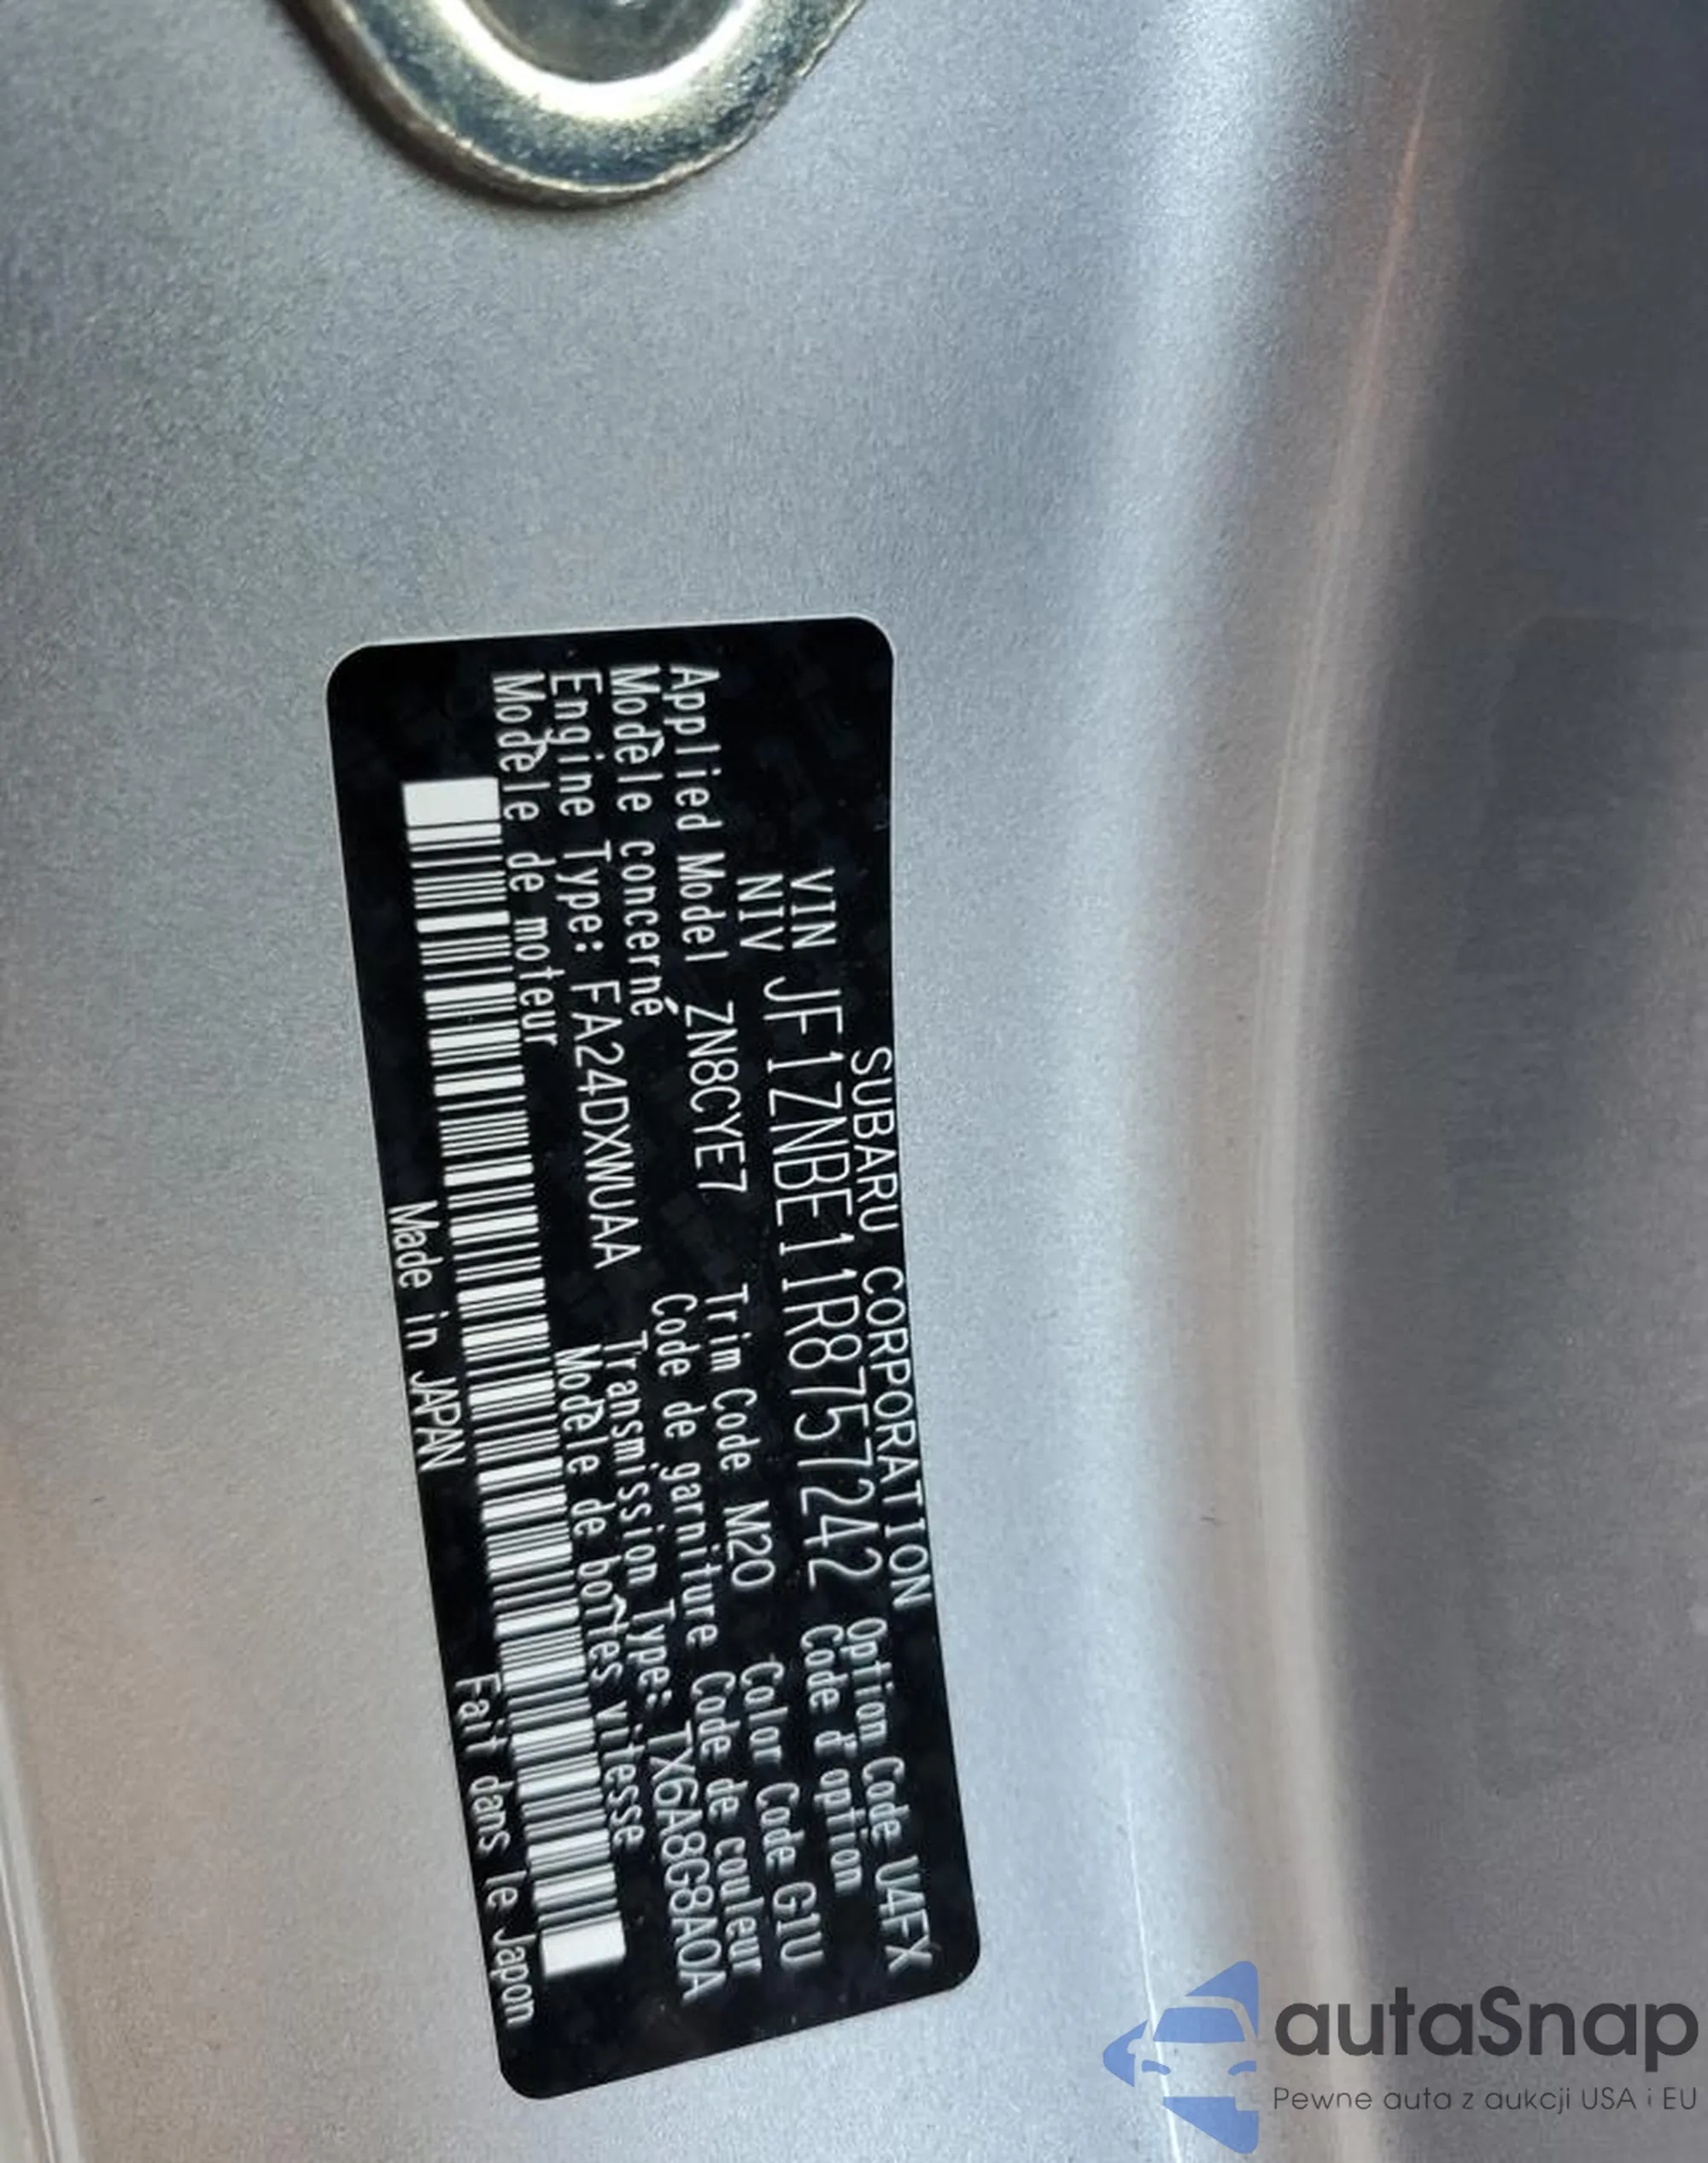 SUBARU CORPORATION
Option Code U4FX
VIN
NIV
JF1ZNBE11R8757242
Code d'option
Applied Model ZN8CYE7
Trim Code M20
Color Code G1U
Modèle concerné
Code de garniture
Code de couleur
Engine Type: FA24DXWUAA
Transmission Type: TX6A8G8A0A
Modèle de moteur
Modèle de boîtes vitesse
Made in JAPAN
Fait dans le Japon
autaSnap
Pewne auta z aukcji USA i EU